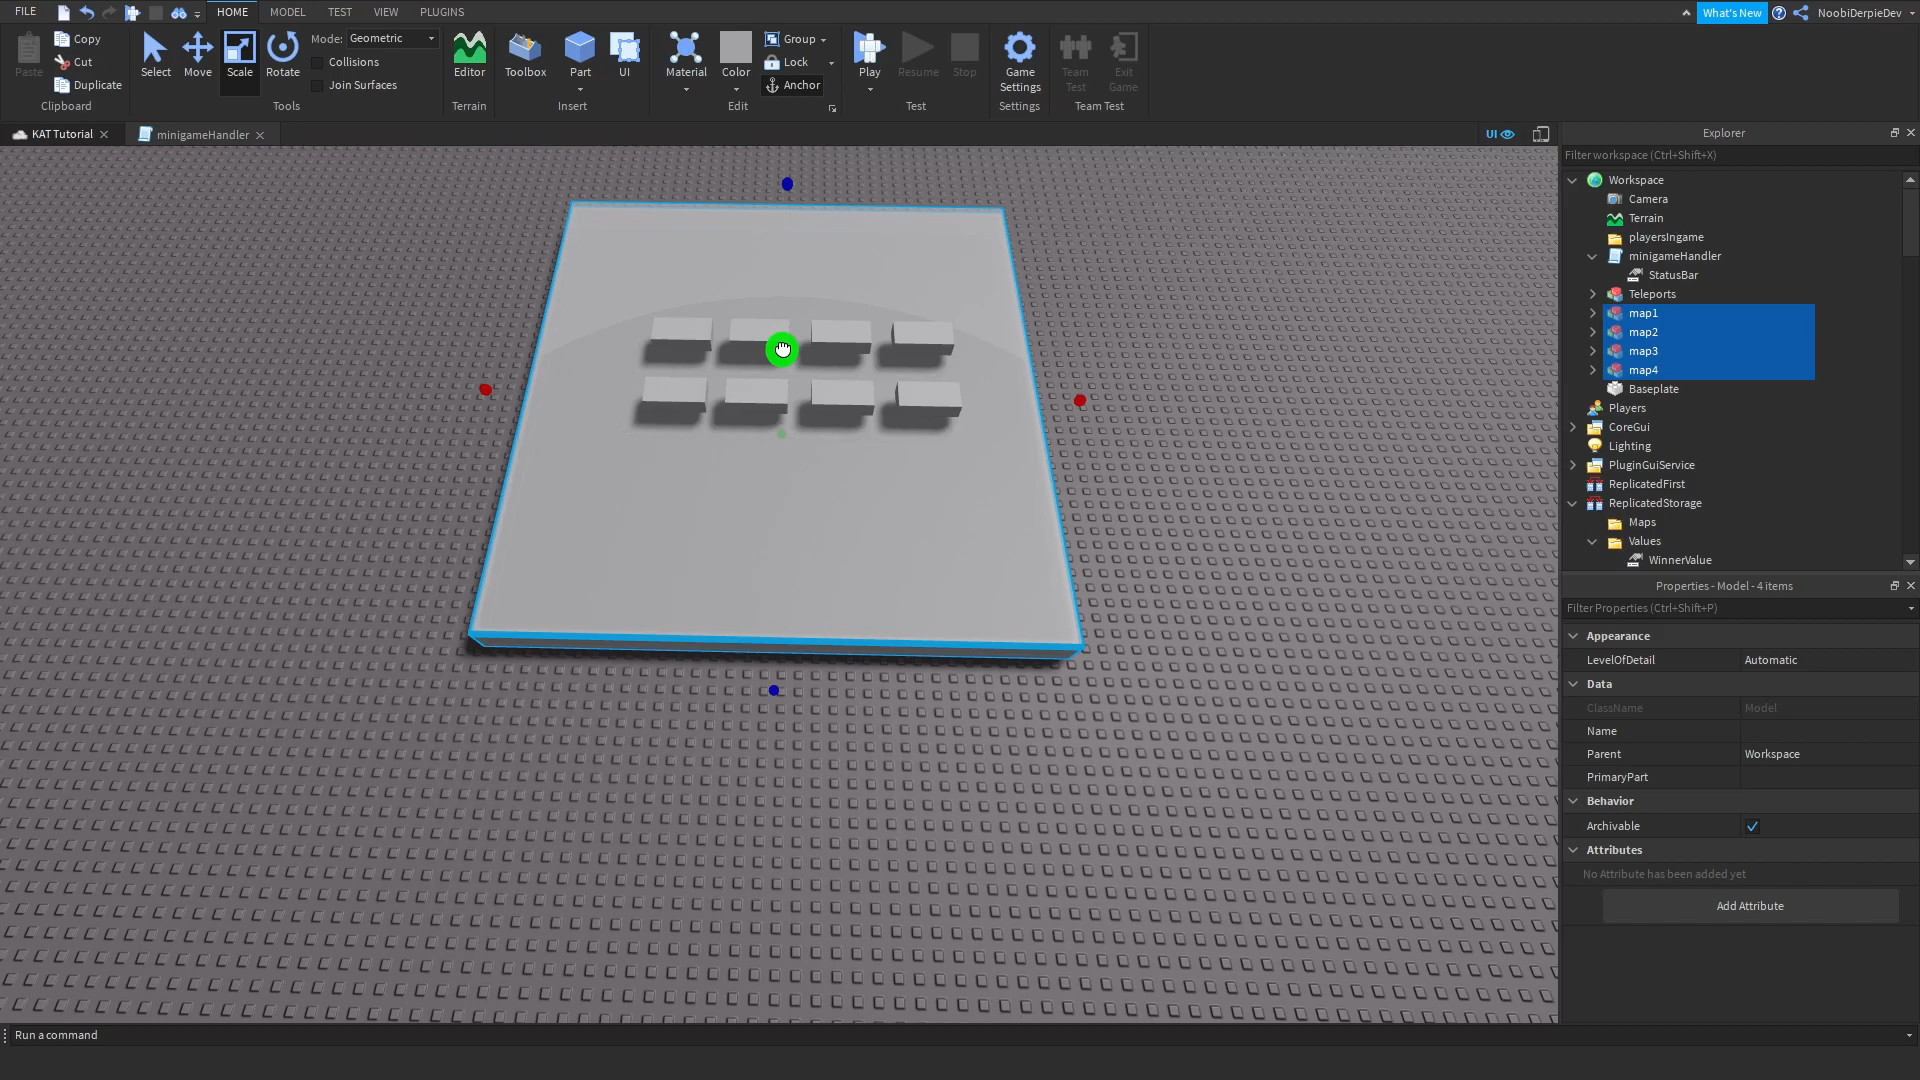 FILE
HOME
MODEL
TEST
VIEW
PLUGINS
What's New
NoobiDerpieDev
Paste
Copy
Cut
Duplicate
Clipboard
Select
Move
Scale
Rotate
Mode: Geometric
Collisions
Join Surfaces
Tools
Editor
Terrain
Toolbox
Part
UI
Insert
Material
Color
Group
Lock
Anchor
Edit
Play
Resume
Stop
Test
Game
Settings
Settings
Team
Test
Exit
Game
Team Test
KAT Tutorial
minigameHandler
UI
Explorer
Filter workspace (Ctrl+Shift+X)
Workspace
Camera
Terrain
playersIngame
minigameHandler
StatusBar
Teleports
map1
map2
map3
map4
Baseplate
Players
CoreGui
Lighting
PluginGuiService
ReplicatedFirst
ReplicatedStorage
Maps
Values
WinnerValue
Properties - Model - 4 items
Filter Properties (Ctrl+Shift+P)
Appearance
LevelOfDetail Automatic
Data
ClassName Model
Name
Parent Workspace
PrimaryPart
Behavior
Archivable
Attributes
No Attribute has been added yet
Add Attribute
Run a command